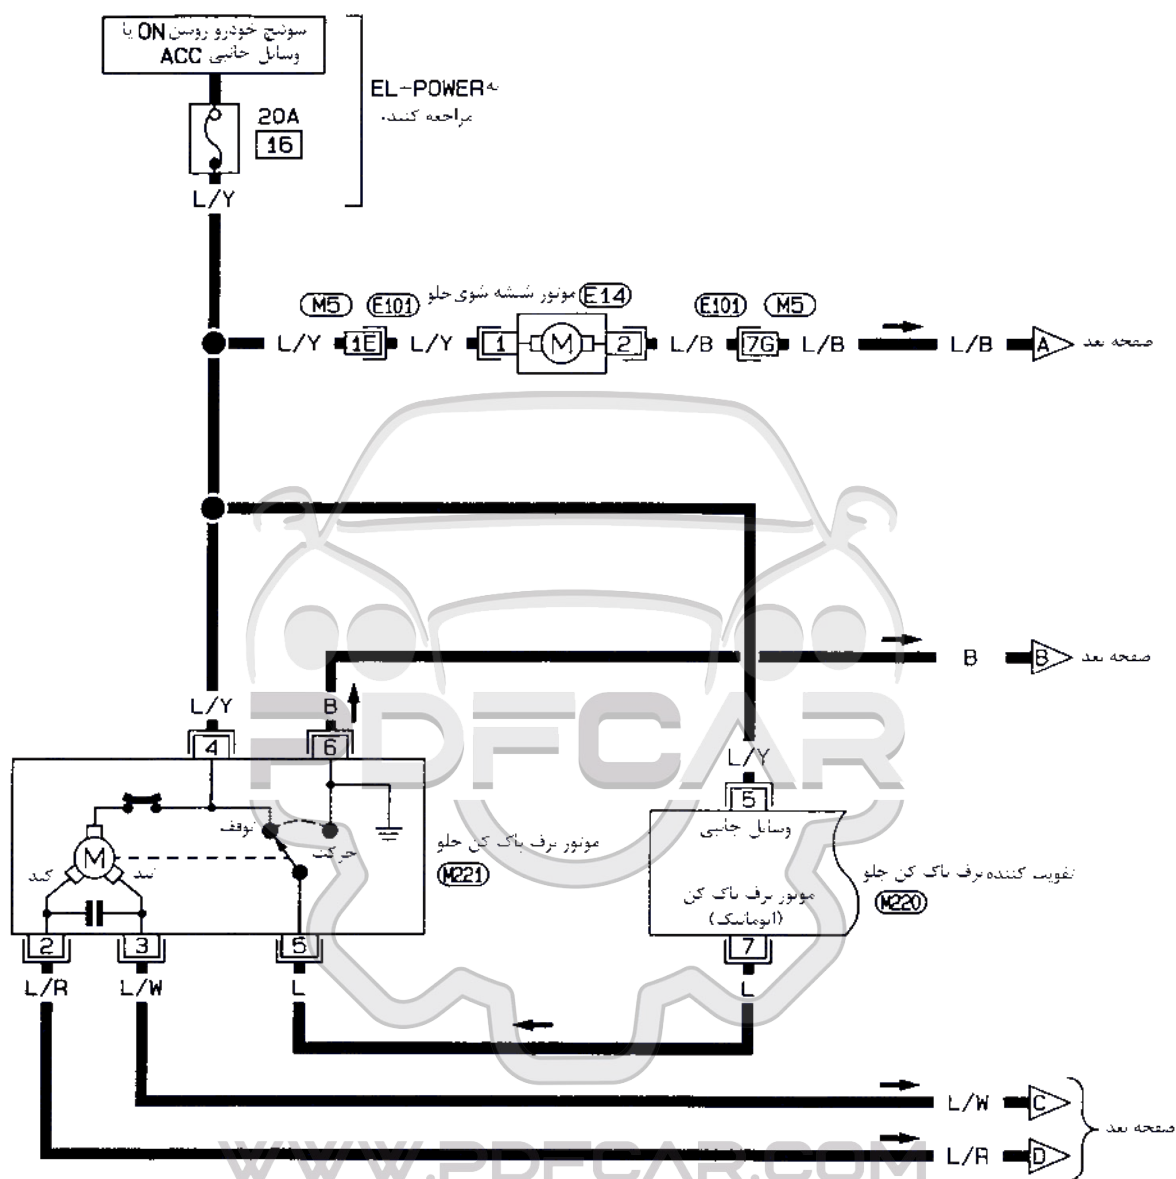 سوئیچ خودرو روشن ON یا
وسایل جانبی ACC
به EL-POWER
مراجعه کنید.
20A
16
L/Y
M5
E101
موتور شیشه شوی جلو
E14
E101
M5
L/Y
1E
L/Y
1
M
2
L/B
7G
L/B
L/B
A
صفحه بعد
B
B
صفحه بعد
L/Y
B
4
6
L/Y
5
توقف
حرکت
M
کند
تند
موتور برف پاک کن جلو
M221
وسایل جانبی
موتور برف پاک کن
(اتوماتیک)
تقویت کننده برف پاک کن جلو
M220
2
3
5
7
L/R
L/W
L
L
L/W
C
صفحه بعد
L/R
D
PDFCAR
WWW.PDFCAR.COM